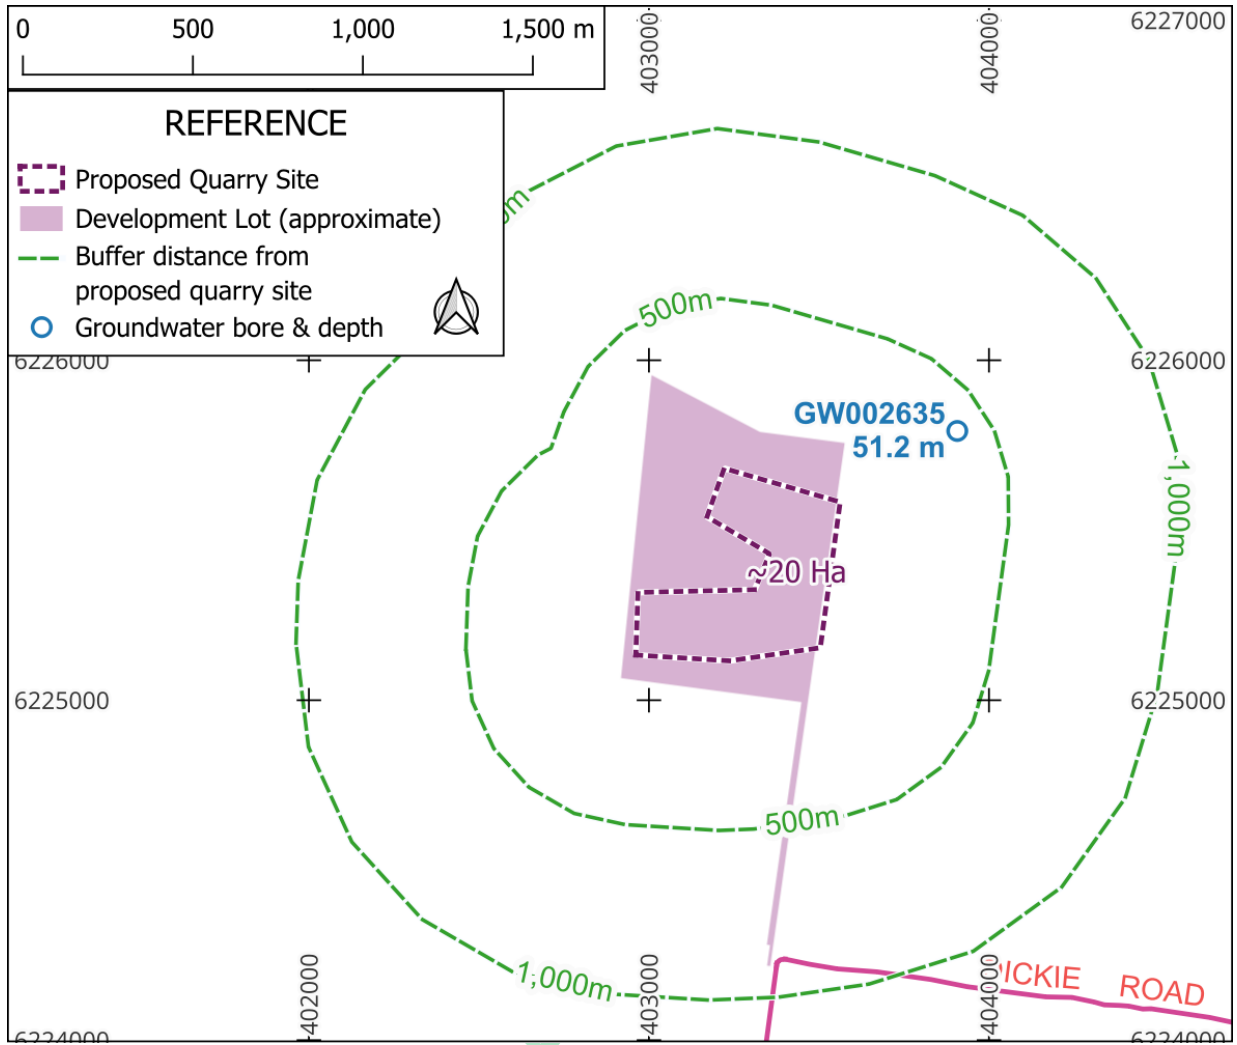 0 500 1,000 1,500 m
403000
404000
6227000
REFERENCE
Proposed Quarry Site
Development Lot (approximate)
Buffer distance from
proposed quarry site
Groundwater bore & depth
500m
6226000
6226000
GW002635
51.2 m
1,000m
~20 Ha
6225000
6225000
500m
1,000m
402000
403000
404000
ICKIE ROAD
6224000
6224000